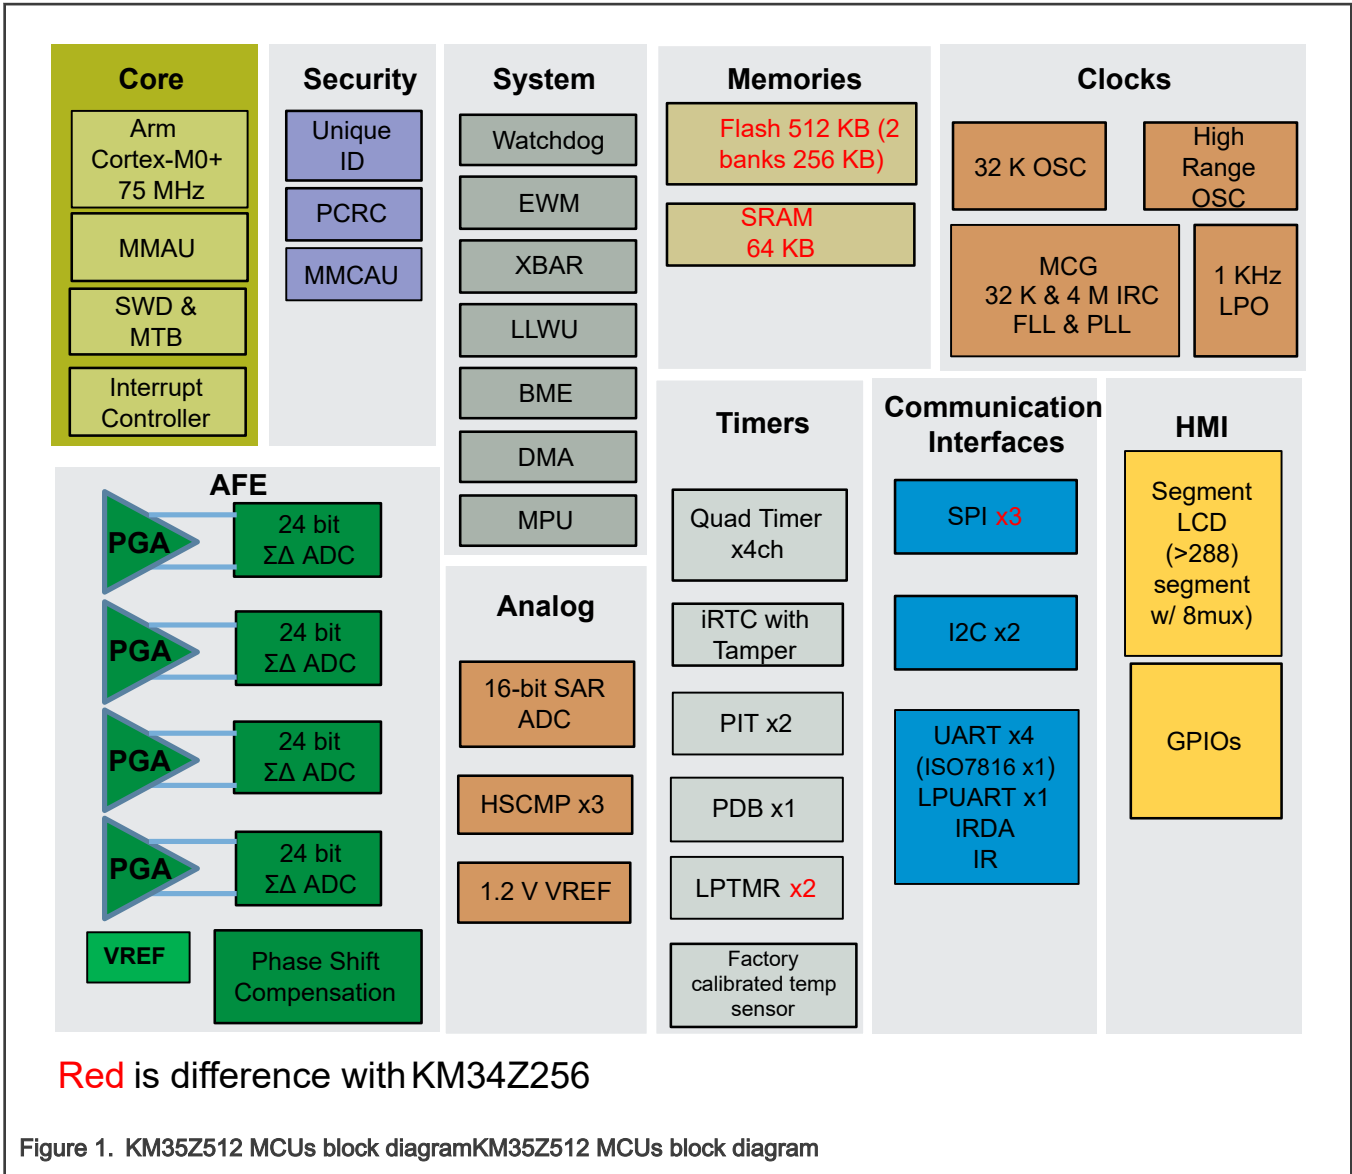 Core
Arm
Cortex-M0+
75 MHz
MMAU
SWD &
MTB
Interrupt
Controller
Security
Unique
ID
PCRC
MMCAU
System
Watchdog
EWM
XBAR
LLWU
BME
DMA
MPU
Memories
Flash 512 KB (2
banks 256 KB)
SRAM
64 KB
Clocks
32 K OSC
High
Range
OSC
MCG
32 K & 4 M IRC
FLL & PLL
1 KHz
LPO
AFE
PGA
24 bit
ΣΔ ADC
PGA
24 bit
ΣΔ ADC
PGA
24 bit
ΣΔ ADC
PGA
24 bit
ΣΔ ADC
VREF
Phase Shift
Compensation
Analog
16-bit SAR
ADC
HSCMP x3
1.2 V VREF
Timers
Quad Timer
x4ch
iRTC with
Tamper
PIT x2
PDB x1
LPTMR x2
Factory
calibrated temp
sensor
Communication
Interfaces
SPI x3
I2C x2
UART x4
(ISO7816 x1)
LPUART x1
IRDA
IR
HMI
Segment
LCD
(>288)
segment
w/ 8mux)
GPIOs
Red is difference with KM34Z256
Figure 1. KM35Z512 MCUs block diagramKM35Z512 MCUs block diagram